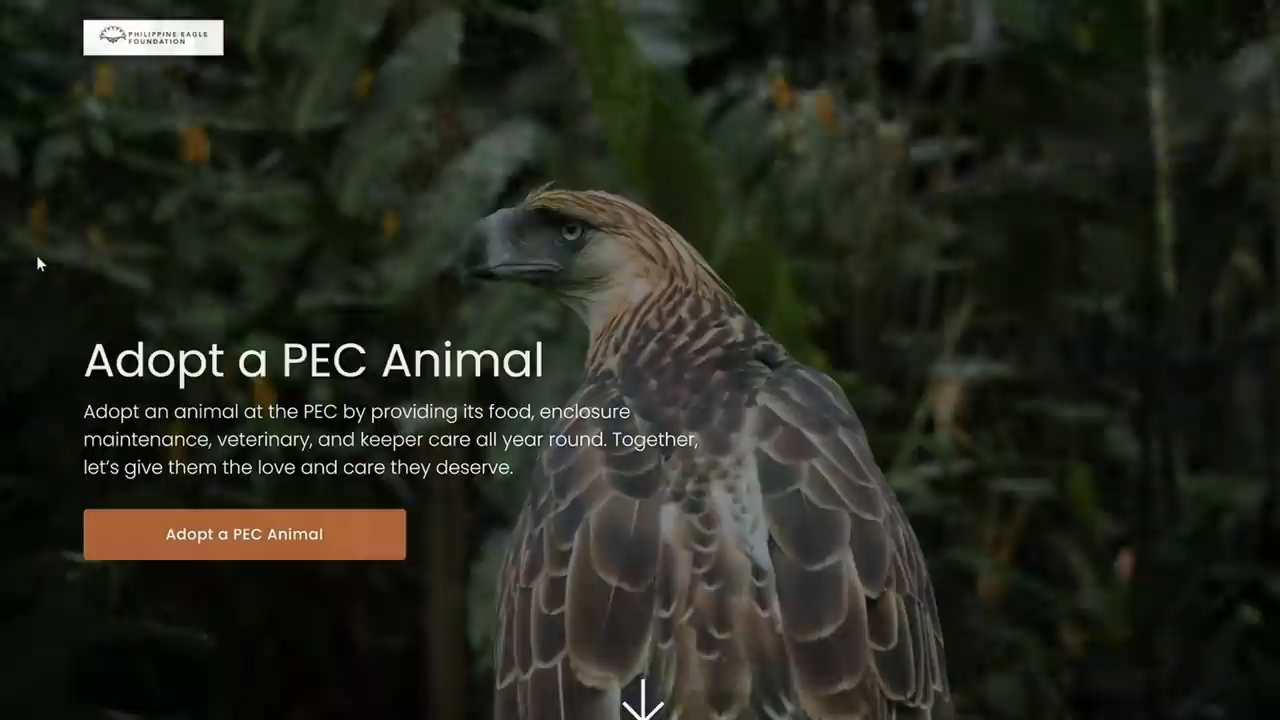 PHILIPPINE EAGLE
FOUNDATION
Adopt a PEC Animal
Adopt an animal at the PEC by providing its food, enclosure
maintenance, veterinary, and keeper care all year round. Together,
let’s give them the love and care they deserve.
Adopt a PEC Animal